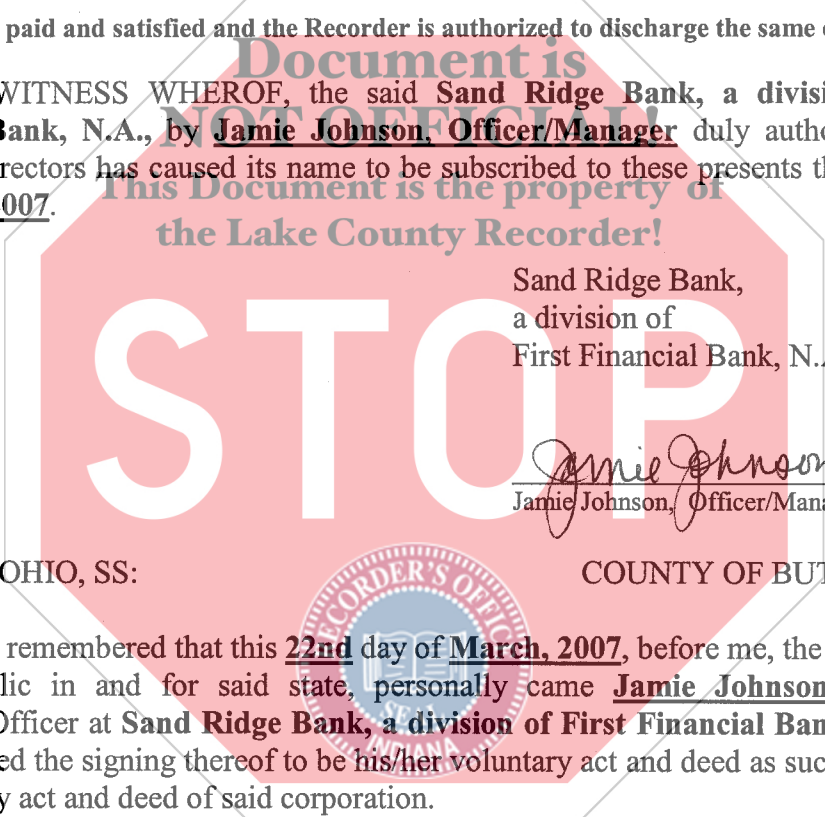 paid and satisfied and the Recorder is authorized to discharge the same
Document is
WITNESS WHEROF, the said Sand Ridge Bank, a divisi
NOT OFFICIAL!
Bank, N.A., by Jamie Johnson, Officer/Manager duly autho
rectors has caused its name to be subscribed to these presents th
This Document is the property of
007.
the Lake County Recorder!
Sand Ridge Bank,
a division of
First Financial Bank, N.A
STOP
Jamie Johnson
Jamie Johnson, Officer/Mana
OHIO, SS: COUNTY OF BUT
RECORDER'S OFFICE
remembered that this 22nd day of March, 2007, before me, the
lic in and for said state, personally came Jamie Johnson
Officer at Sand Ridge Bank, a division of First Financial Ban
SEAL
INDIANA
ed the signing thereof to be his/her voluntary act and deed as suc
y act and deed of said corporation.